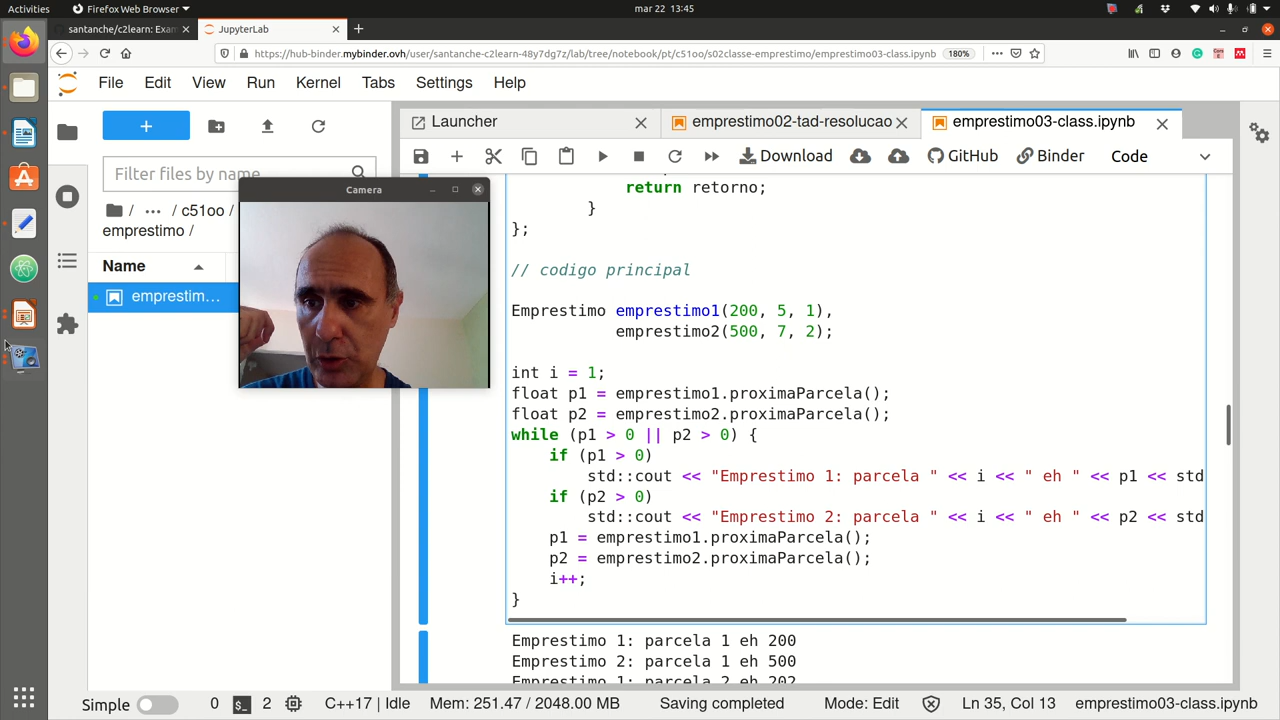 Activities
Firefox Web Browser
mar 22 13:45
santanche/c2learn: Exam
JupyterLab
https://hub-binder.mybinder.ovh/user/santanche-c2learn-48y7dg7z/lab/tree/notebook/pt/c51oo/s02classe-emprestimo/emprestimo03-class.ipynb
180%
File Edit View Run Kernel Tabs Settings Help
Launcher
emprestimo02-tad-resolucao
emprestimo03-class.ipynb
Download
GitHub
Binder
Code
Filter files by name
/ ... / c51oo /
emprestimo /
Name
emprestim...
Camera
return retorno;
}
};
// codigo principal
Emprestimo emprestimo1(200, 5, 1),
emprestimo2(500, 7, 2);
int i = 1;
float p1 = emprestimo1.proximaParcela();
float p2 = emprestimo2.proximaParcela();
while (p1 > 0 || p2 > 0) {
if (p1 > 0)
std::cout << "Emprestimo 1: parcela " << i << " eh " << p1 << std
if (p2 > 0)
std::cout << "Emprestimo 2: parcela " << i << " eh " << p2 << std
p1 = emprestimo1.proximaParcela();
p2 = emprestimo2.proximaParcela();
i++;
}
Emprestimo 1: parcela 1 eh 200
Emprestimo 2: parcela 1 eh 500
Emprestimo 1: parcela 2 eh 202
Simple
0
2
C++17 | Idle
Mem: 251.47 / 2048.00 MB
Saving completed
Mode: Edit
Ln 35, Col 13
emprestimo03-class.ipynb